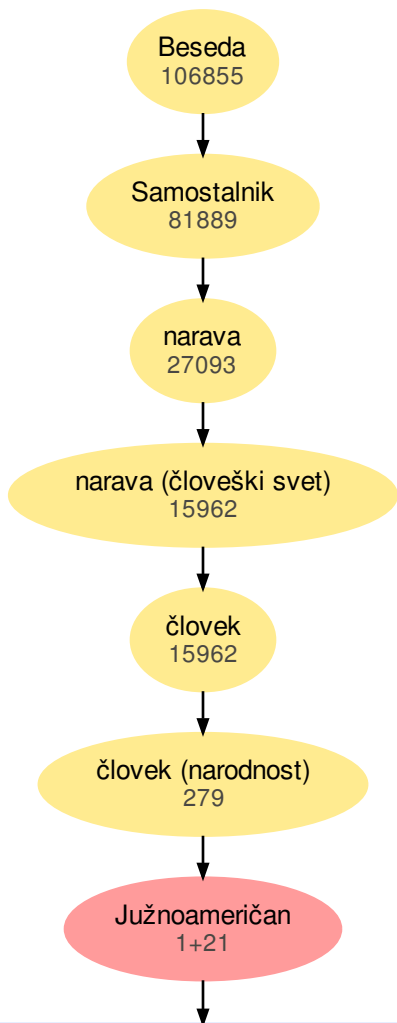 Beseda
106855
Samostalnik
81889
narava
27093
narava (človeški svet)
15962
človek
15962
človek (narodnost)
279
Južnoameričan
1+21